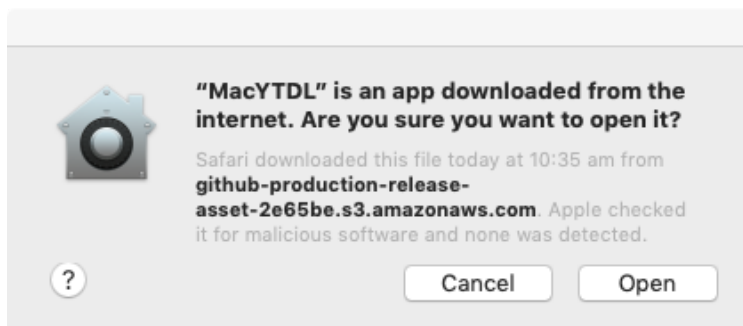 “MacYTDL” is an app downloaded from the
internet. Are you sure you want to open it?
Safari downloaded this file today at 10:35 am from
github-production-release-
asset-2e65be.s3.amazonaws.com. Apple checked
it for malicious software and none was detected.
?
Cancel
Open